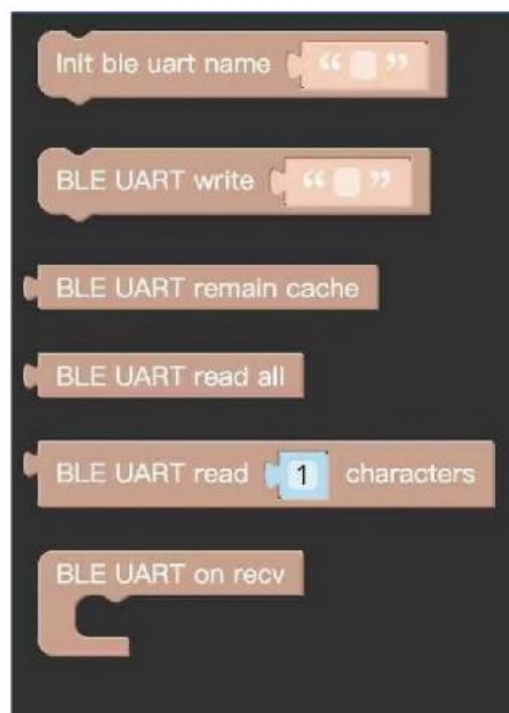 Init ble uart name “ ”
BLE UART write “ ”
BLE UART remain cache
BLE UART read all
BLE UART read 1 characters
BLE UART on recv